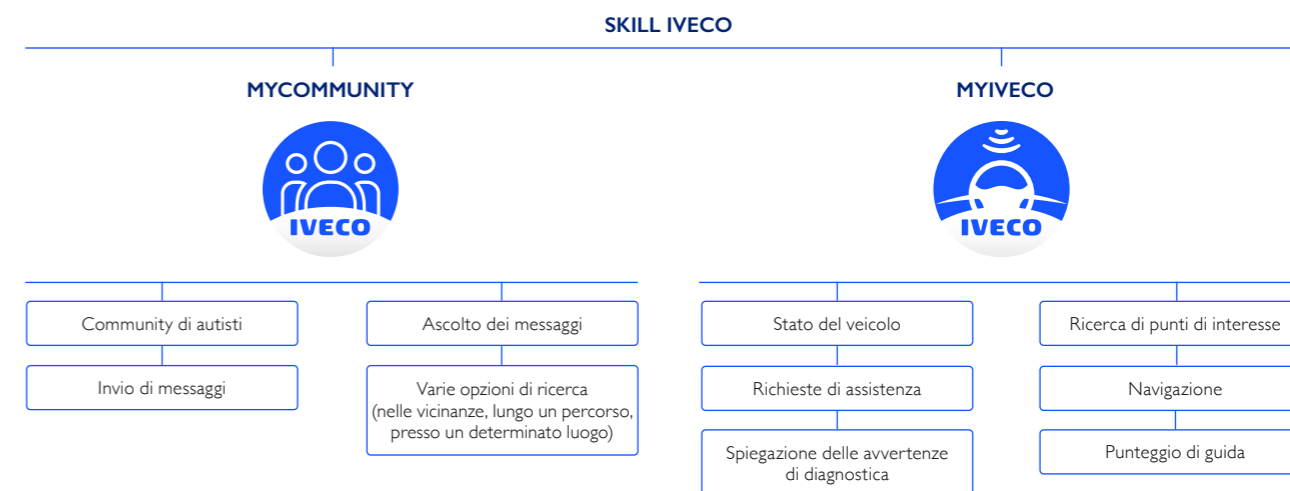 SKILL IVECO
MYCOMMUNITY
IVECO
Community di autisti
Invio di messaggi
Ascolto dei messaggi
Varie opzioni di ricerca
(nelle vicinanze, lungo un percorso,
presso un determinato luogo)
MYIVECO
IVECO
Stato del veicolo
Richieste di assistenza
Spiegazione delle avvertenze
di diagnostica
Ricerca di punti di interesse
Navigazione
Punteggio di guida